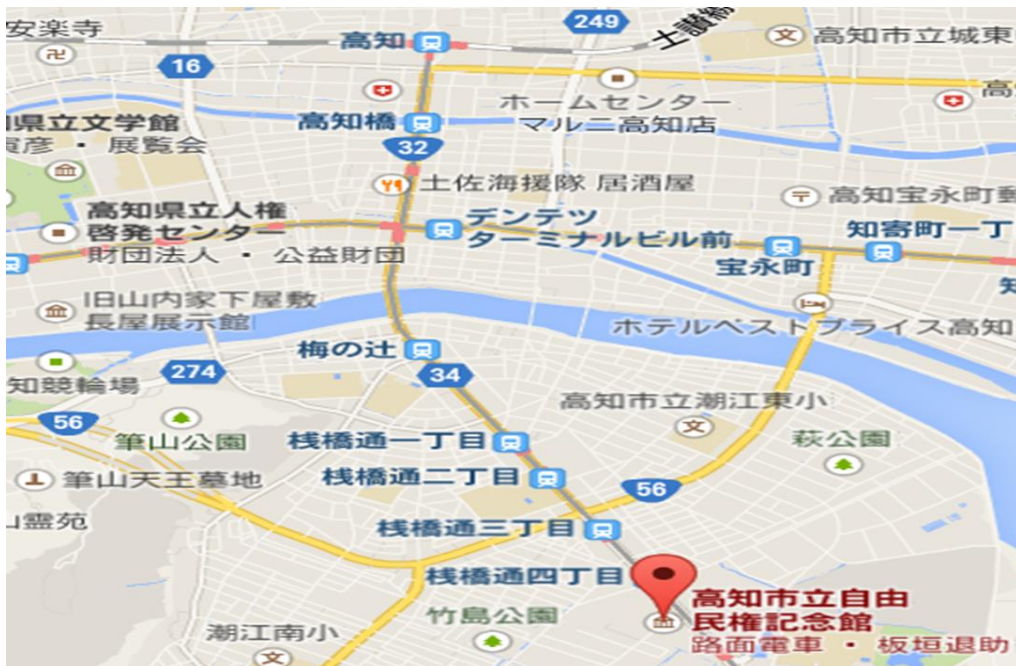 安楽寺
高知
249
土讃線
高知市立城東
16
ホームセンター
マルニ高知店
県立文学館
寅彦・展覧会
高知橋
32
土佐海援隊 居酒屋
高知宝永町郵
高知県立人権
啓発センター
財団法人・公益財団
デンテツ
ターミナルビル前
知寄町一丁
宝永町
旧山内家下屋敷
長屋展示館
ホテルベストプライス高知
梅の辻
274
34
知競輪場
56
筆山公園
高知市立潮江東小
萩公園
桟橋通一丁目
筆山天王墓地
桟橋通二丁目
56
山霊苑
桟橋通三丁目
桟橋通四丁目
竹島公園
潮江南小
高知市立自由
民権記念館
路面電車・板垣退助